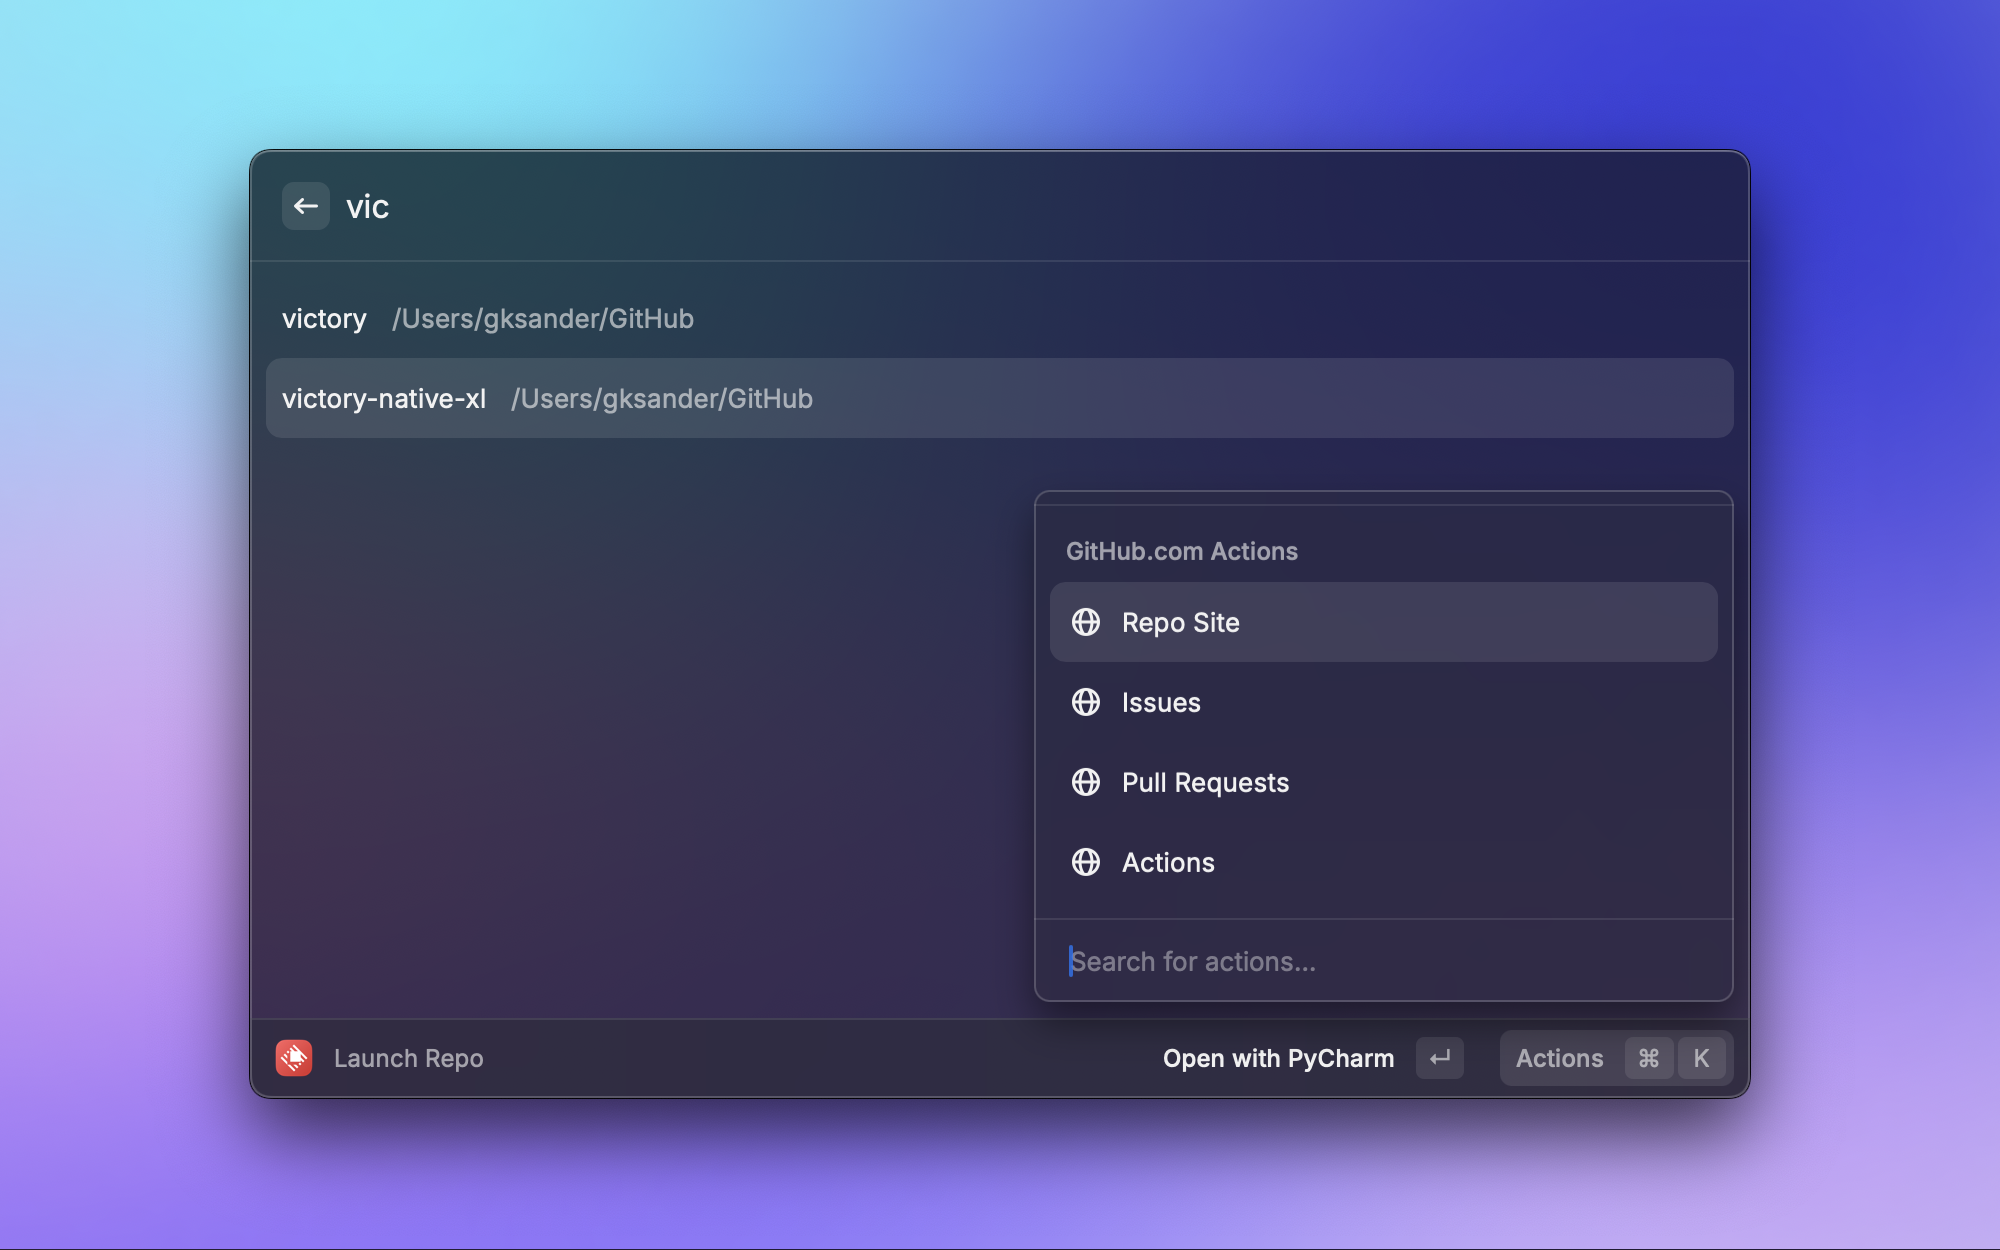 vic
victory /Users/gksander/GitHub
victory-native-xl /Users/gksander/GitHub
GitHub.com Actions
Repo Site
Issues
Pull Requests
Actions
Search for actions...
Launch Repo Open with PyCharm ↵ Actions ⌘ K